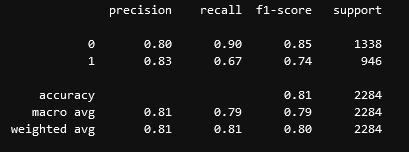 precision recall f1-score support
0 0.80 0.90 0.85 1338
1 0.83 0.67 0.74 946
accuracy 0.81 2284
macro avg 0.81 0.79 0.79 2284
weighted avg 0.81 0.81 0.80 2284